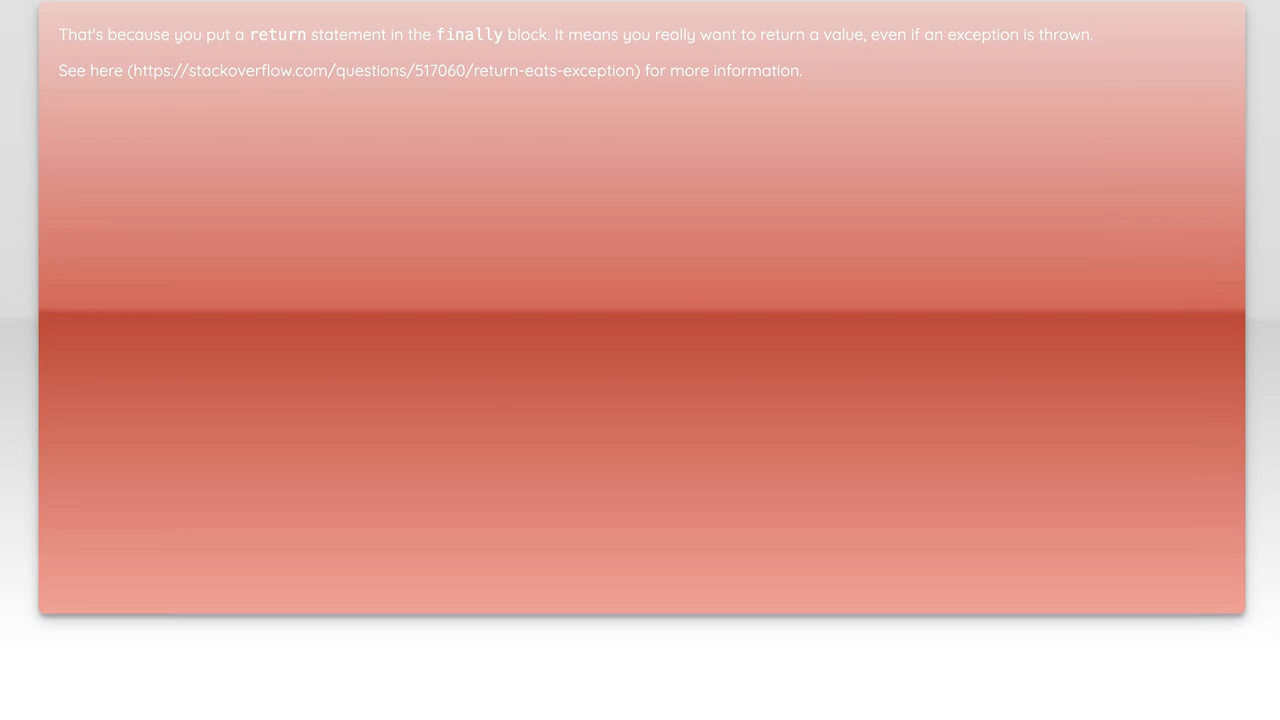 That's because you put a return statement in the finally block. It means you really want to return a value, even if an exception is thrown.
See here (https://stackoverflow.com/questions/517060/return-eats-exception) for more information.